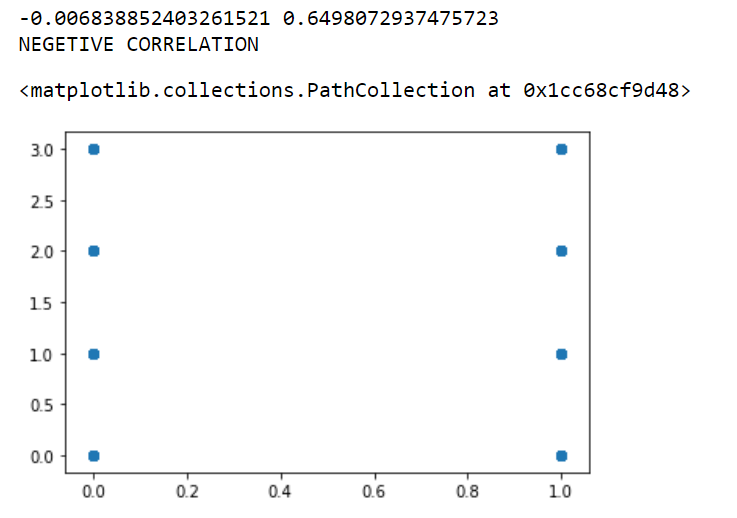 -0.006838852403261521 0.6498072937475723
NEGETIVE CORRELATION
<matplotlib.collections.PathCollection at 0x1cc68cf9d48>
3.0
2.5
2.0
1.5
1.0
0.5
0.0
0.0 0.2 0.4 0.6 0.8 1.0